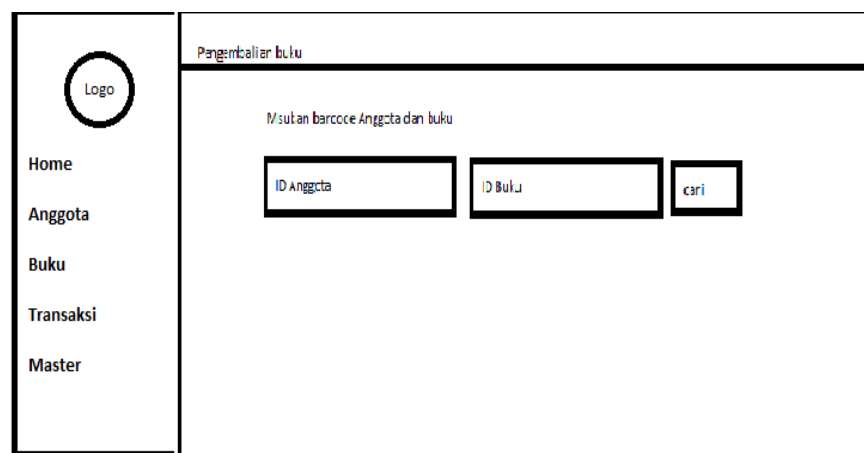 Logo
Home
Anggota
Buku
Transaksi
Master
Pengembalian buku
Msukan barcode Anggota dan buku
ID Anggota
ID Buku
cari